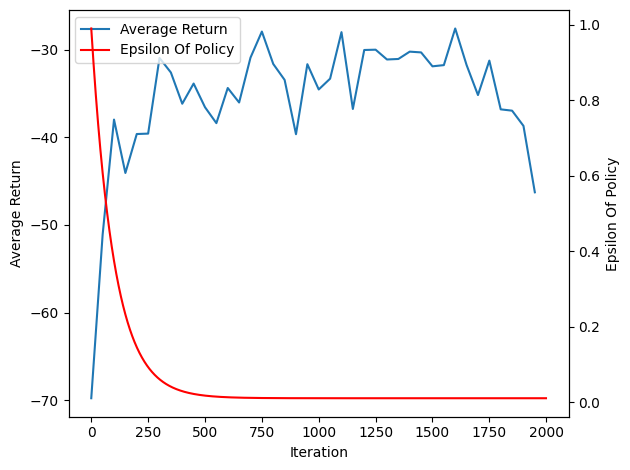 Average Return
Epsilon Of Policy
−30
−40
−50
−60
−70
Average Return
1.0
0.8
0.6
0.4
0.2
0.0
Epsilon Of Policy
0 250 500 750 1000 1250 1500 1750 2000
Iteration